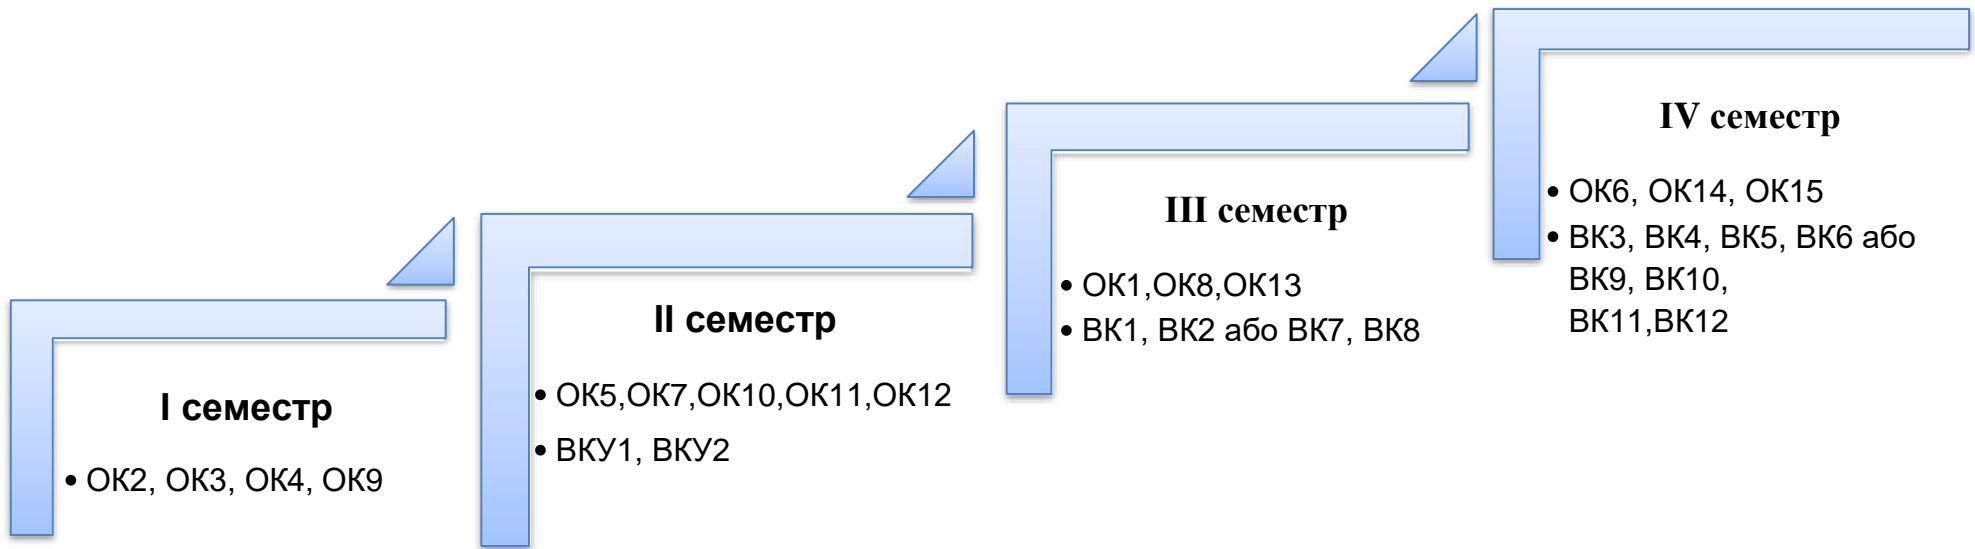 I семестр
• ОК2, ОК3, ОК4, ОК9
II семестр
• ОК5,ОК7,ОК10,ОК11,ОК12
• ВКУ1, ВКУ2
III семестр
• ОК1,ОК8,ОК13
• ВК1, ВК2 або ВК7, ВК8
IV семестр
• ОК6, ОК14, ОК15
• ВК3, ВК4, ВК5, ВК6 або
ВК9, ВК10,
ВК11,ВК12